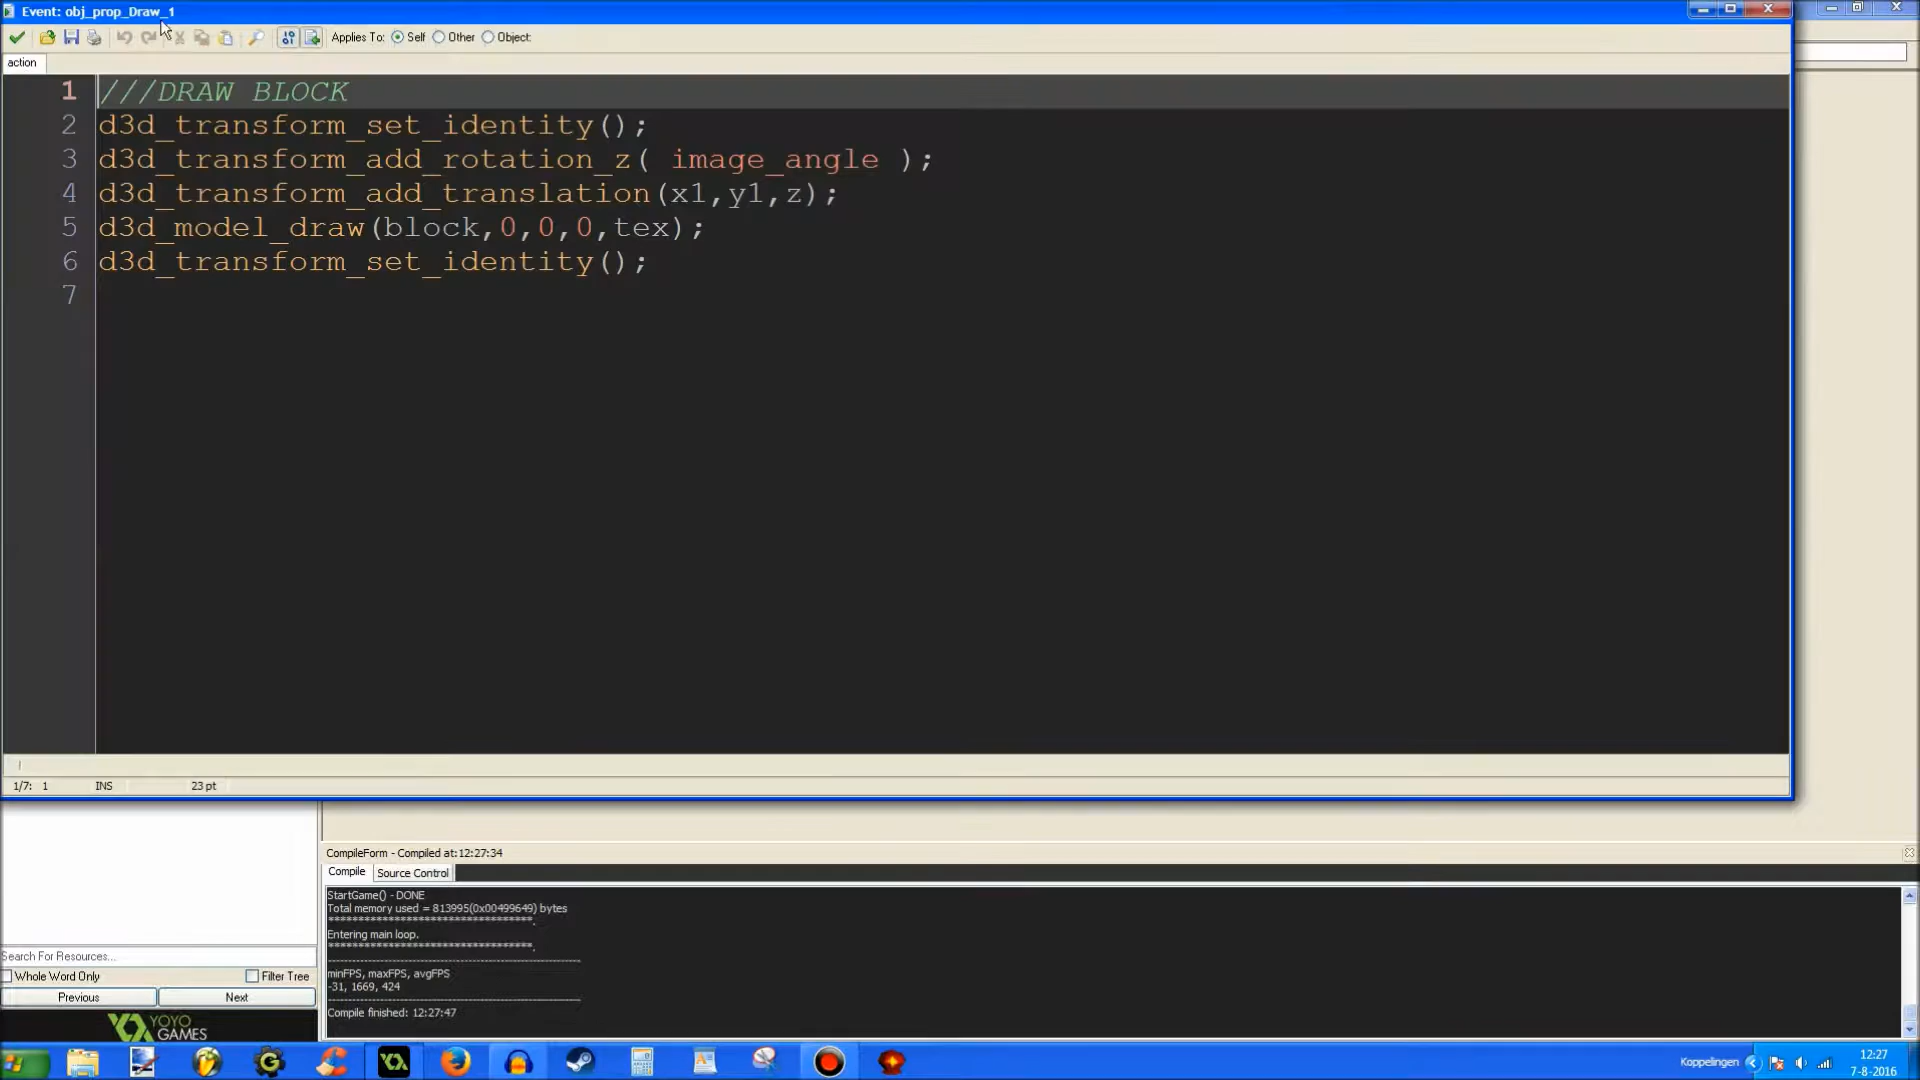 Event: obj_prop_Draw_1
Applies To: Self Other Object:
action
1 ///DRAW BLOCK
2 d3d_transform_set_identity();
3 d3d_transform_add_rotation_z( image_angle );
4 d3d_transform_add_translation(x1,y1,z);
5 d3d_model_draw(block,0,0,0,tex);
6 d3d_transform_set_identity();
7
1/7: 1 INS 23 pt
CompileForm - Compiled at:12:27:34
Compile Source Control
StartGame() - DONE
Total memory used = 813995(0x00499649) bytes
**********************************.
Entering main loop.
**********************************.
minFPS, maxFPS, avgFPS
-31, 1669, 424
Compile finished: 12:27:47
Search For Resources...
Whole Word Only Filter Tree
Previous Next
YOYO
GAMES
Koppelingen
12:27
7-8-2016